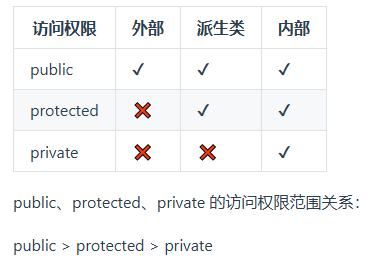 访问权限 外部 派生类 内部
public ✓ ✓ ✓
protected ❌ ✓ ✓
private ❌ ❌ ✓
public、protected、private 的访问权限范围关系：
public > protected > private